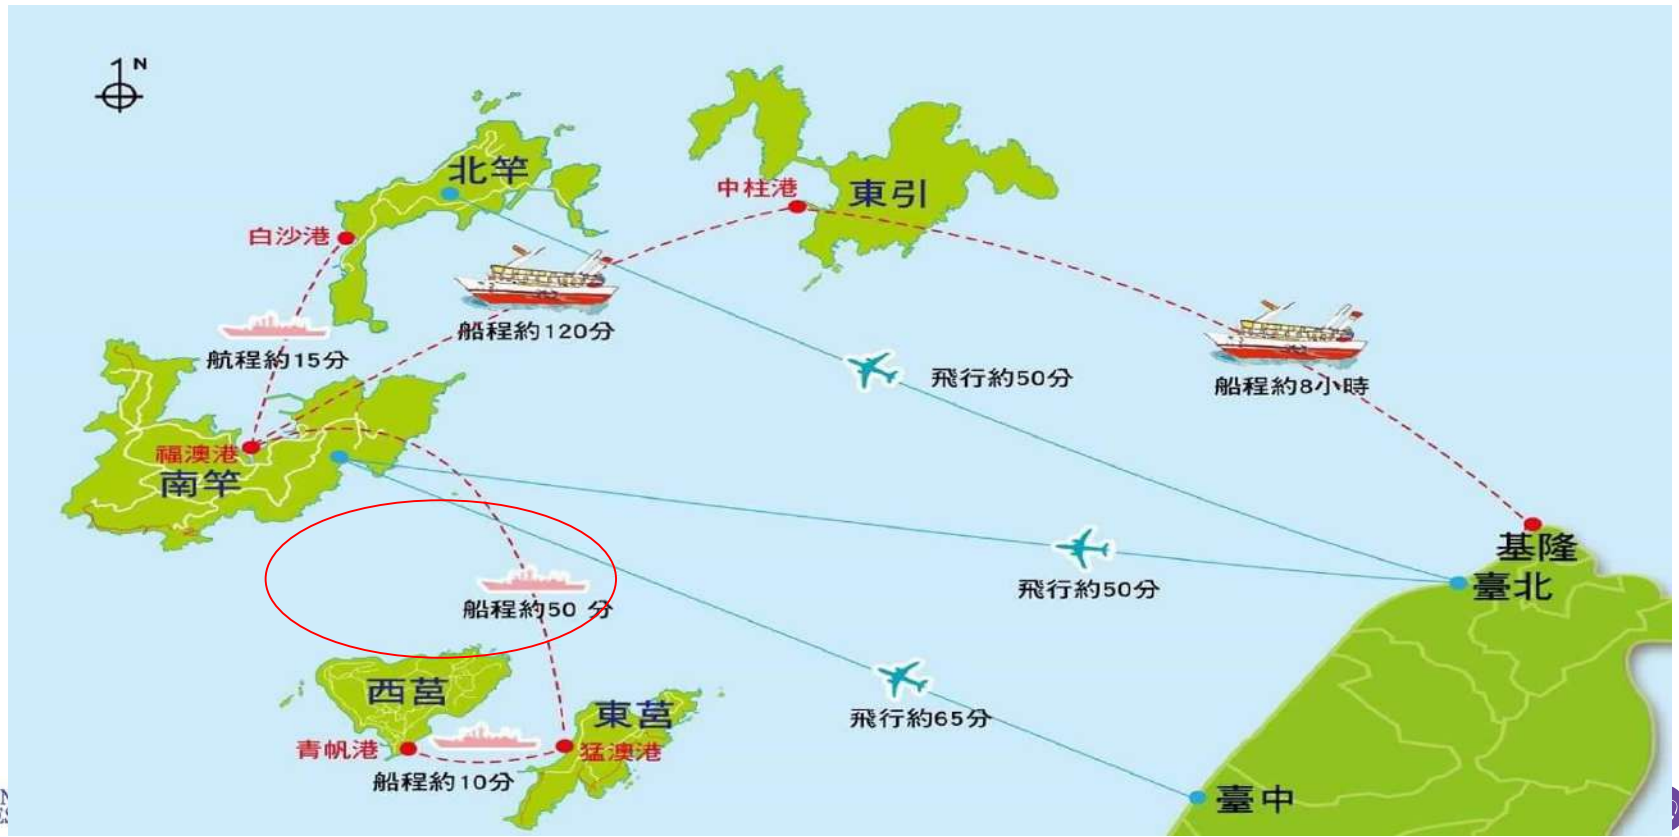 N
北竿
中柱港
東引
白沙港
船程約120分
航程約15分
飛行約50分
船程約8小時
福澳港
南竿
基隆
臺北
飛行約50分
船程約50 分
西莒
東莒
飛行約65分
青帆港
猛澳港
船程約10分
臺中